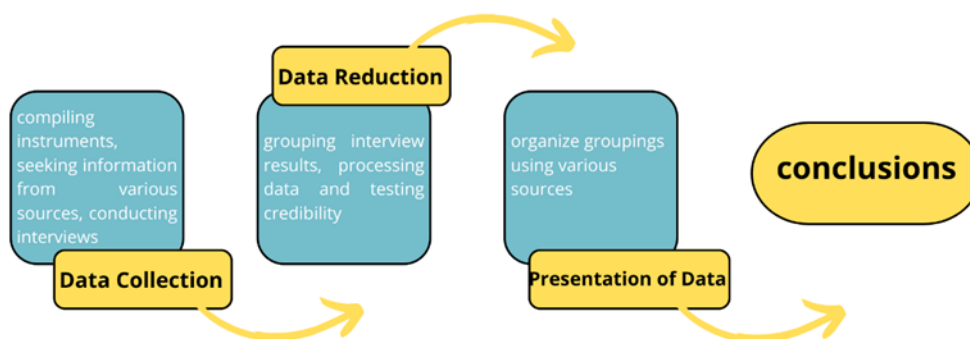 compiling
instruments,
seeking information
from various
sources, conducting
interviews
Data Collection
Data Reduction
grouping interview
results, processing
data and testing
credibility
organize groupings
using various
sources
Presentation of Data
conclusions